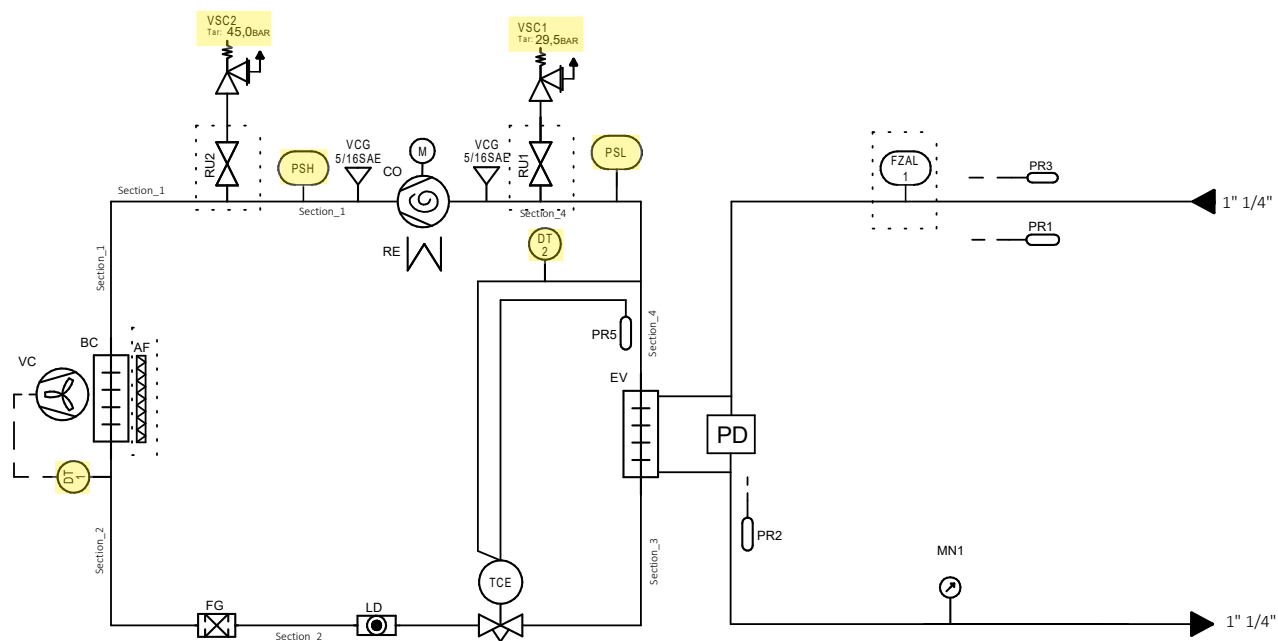 VSC2
Tar: 45,0BAR
VSC1
Tar: 29,5BAR
RU2
PSH
VCG
5/16SAE
CO
M
VCG
5/16SAE
RU1
PSL
FZAL
1
PR3
1" 1/4"
Section_1
Section_1
Section_4
PR1
RE
DT
2
Section_1
PR5
Section_4
BC
AF
VC
EV
PD
DT
1
PR2
Section_2
Section_3
MN1
TCE
FG
LD
Section_2
1" 1/4"